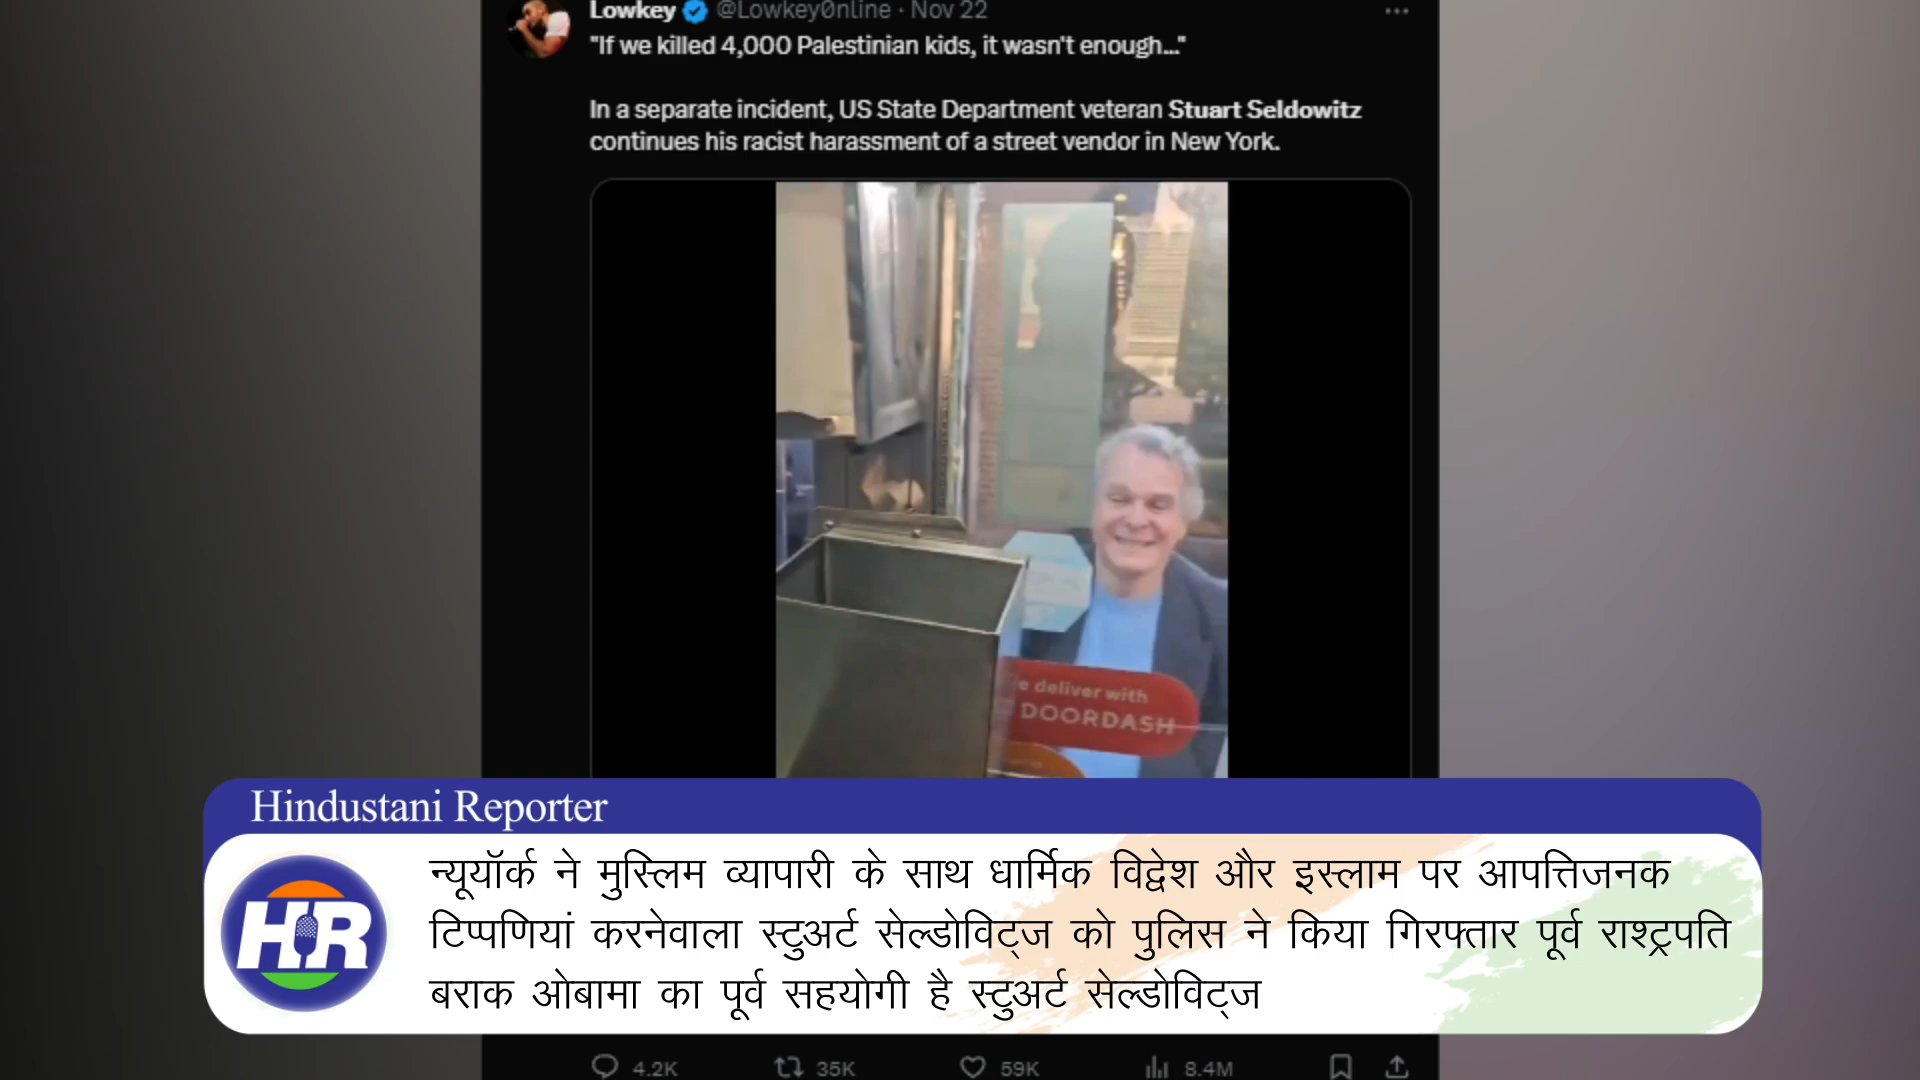 Lowkey @Lowkey0nline · Nov 22
"If we killed 4,000 Palestinian kids, it wasn't enough..."
In a separate incident, US State Department veteran Stuart Seldowitz
continues his racist harassment of a street vendor in New York.
e deliver with
DOORDASH
Hindustani Reporter
HR
न्यूयॉर्क ने मुस्लिम व्यापारी के साथ धार्मिक विद्वेश और इस्लाम पर आपत्तिजनक
टिप्पणियां करनेवाला स्टुअर्ट सेल्डोविट्ज को पुलिस ने किया गिरफ्तार पूर्व राश्ट्रपति
बराक ओबामा का पूर्व सहयोगी है स्टुअर्ट सेल्डोविट्ज
4.2K 35K 59K 8.4M